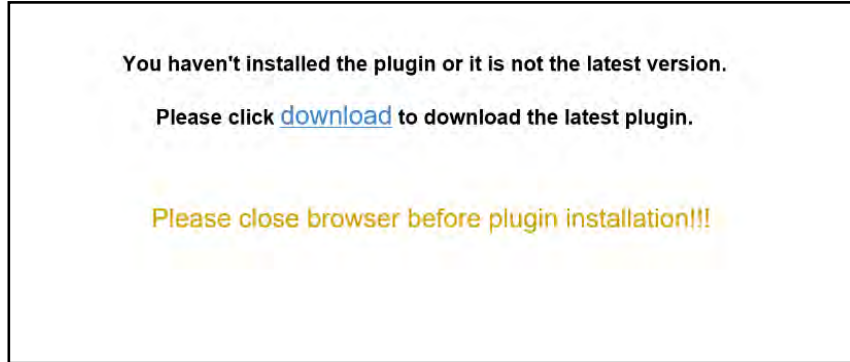 You haven't installed the plugin or it is not the latest version.
Please click download to download the latest plugin.
Please close browser before plugin installation!!!